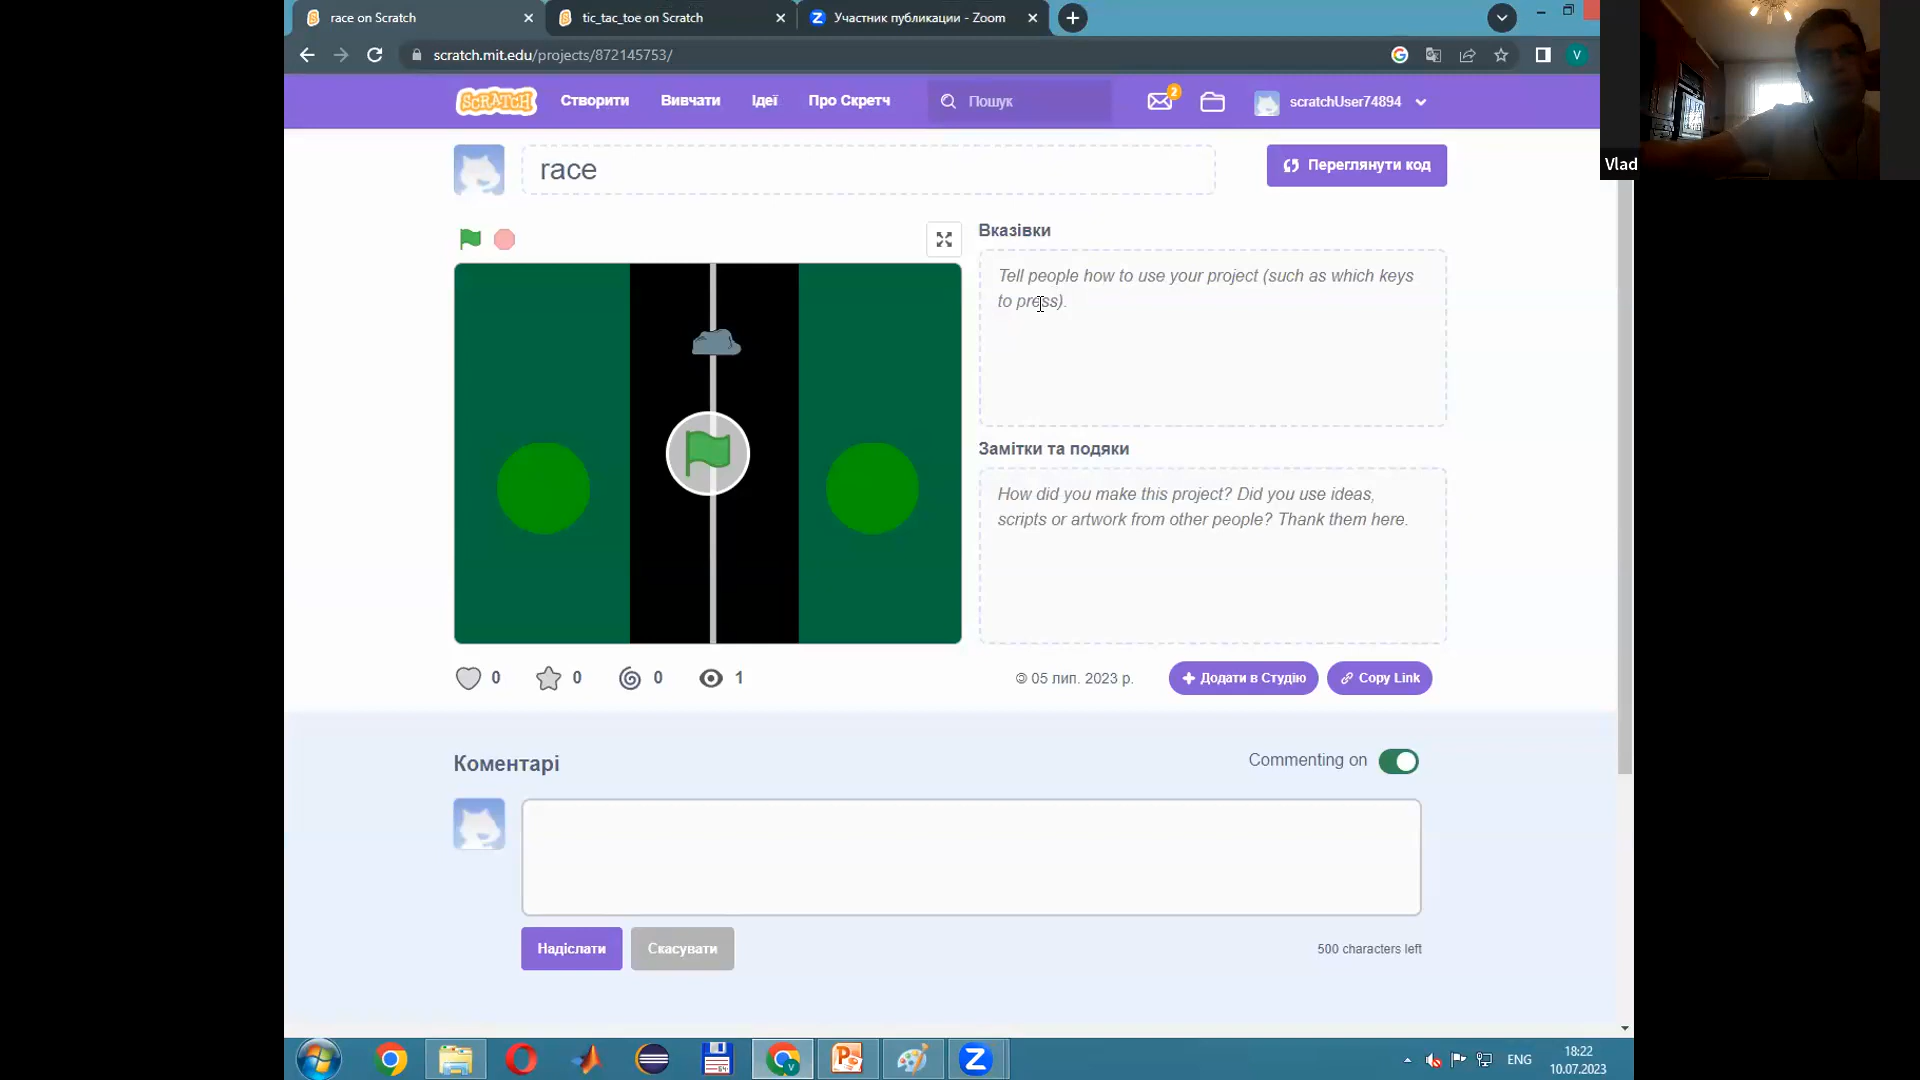 race on Scratch
tic_tac_toe on Scratch
Участник публикации - Zoom
scratch.mit.edu/projects/872145753/
V
SCRATCH
Створити
Вивчати
Ідеї
Про Скретч
Пошук
2
scratchUser74894
Vlad
race
Переглянути код
Вказівки
Tell people how to use your project (such as which keys
to press).
Замітки та подяки
How did you make this project? Did you use ideas,
scripts or artwork from other people? Thank them here.
0
0
0
1
© 05 лип. 2023 р.
Додати в Студію
Copy Link
Коментарі
Commenting on
Надіслати
Скасувати
500 characters left
ENG
18:22
10.07.2023